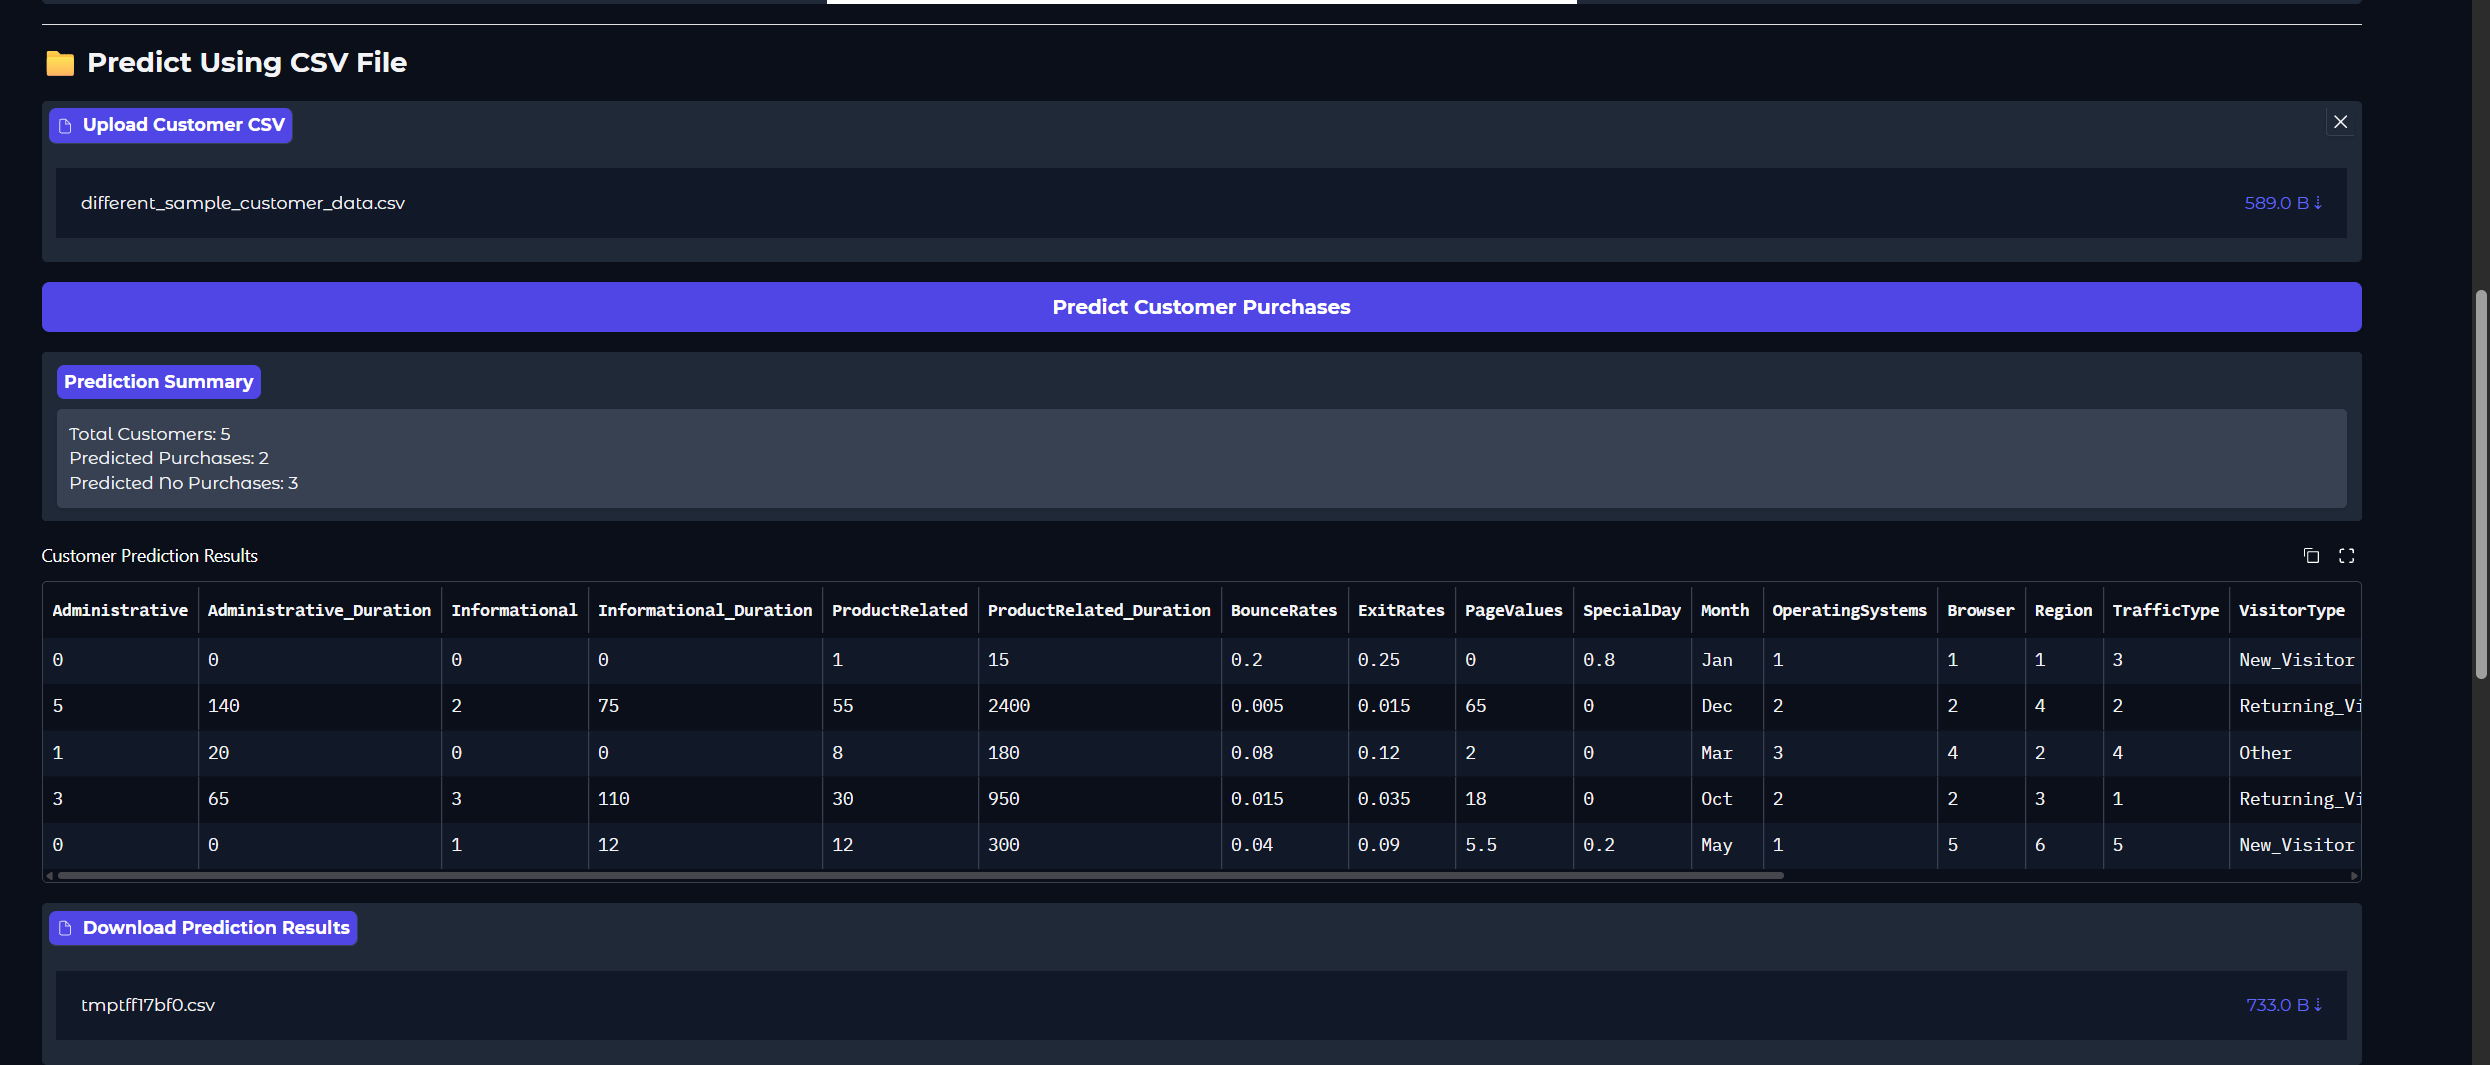 Predict Using CSV File
Upload Customer CSV
different_sample_customer_data.csv 589.0 B ⇣
Predict Customer Purchases
Prediction Summary
Total Customers: 5
Predicted Purchases: 2
Predicted No Purchases: 3
Customer Prediction Results
Administrative Administrative_Duration Informational Informational_Duration ProductRelated ProductRelated_Duration BounceRates ExitRates PageValues SpecialDay Month OperatingSystems Browser Region TrafficType VisitorType
0 0 0 0 1 15 0.2 0.25 0 0.8 Jan 1 1 1 3 New_Visitor
5 140 2 75 55 2400 0.005 0.015 65 0 Dec 2 2 4 2 Returning_Vi
1 20 0 0 8 180 0.08 0.12 2 0 Mar 3 4 2 4 Other
3 65 3 110 30 950 0.015 0.035 18 0 Oct 2 2 3 1 Returning_Vi
0 0 1 12 12 300 0.04 0.09 5.5 0.2 May 1 5 6 5 New_Visitor
Download Prediction Results
tmptff17bf0.csv 733.0 B ⇣